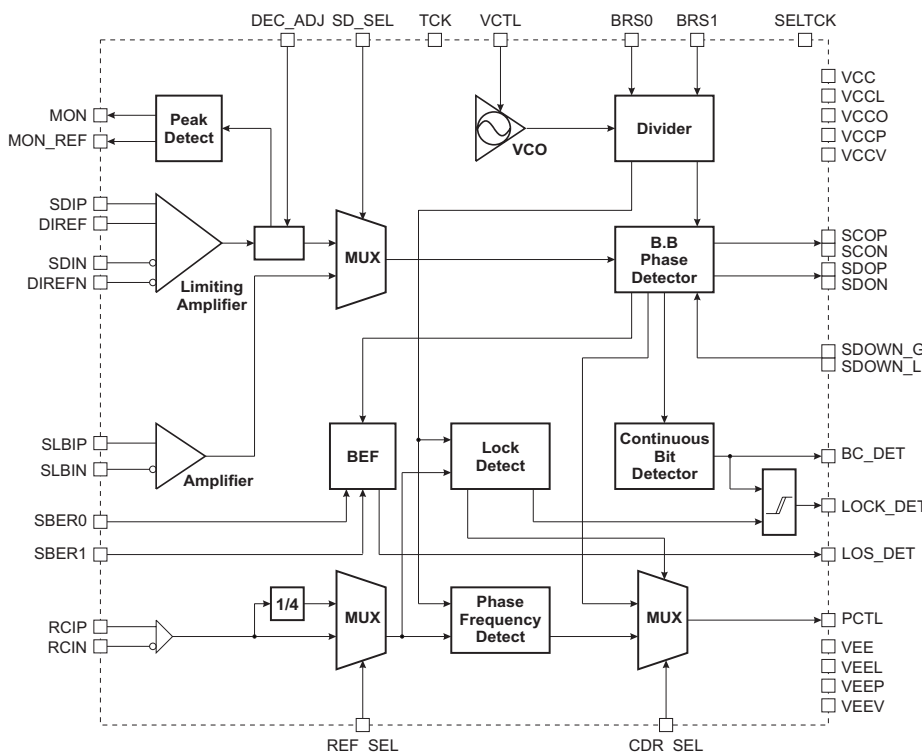 DEC_ADJ SD_SEL TCK VCTL BRS0 BRS1 SELTCK
MON
MON_REF
Peak
Detect
VCO
Divider
VCC
VCCL
VCCO
VCCP
VCCV
SDIP
DIREF
SDIN
DIREFN
Limiting
Amplifier
MUX
B.B
Phase
Detector
SCOP
SCON
SDOP
SDON
SDOWN_G
SDOWN_L
SLBIP
SLBIN
Amplifier
BEF
Lock
Detect
Continuous
Bit
Detector
BC_DET
LOCK_DET
LOS_DET
SBER0
SBER1
RCIP
RCIN
1/4
MUX
Phase
Frequency
Detect
MUX
PCTL
VEE
VEEL
VEEP
VEEV
REF_SEL CDR_SEL